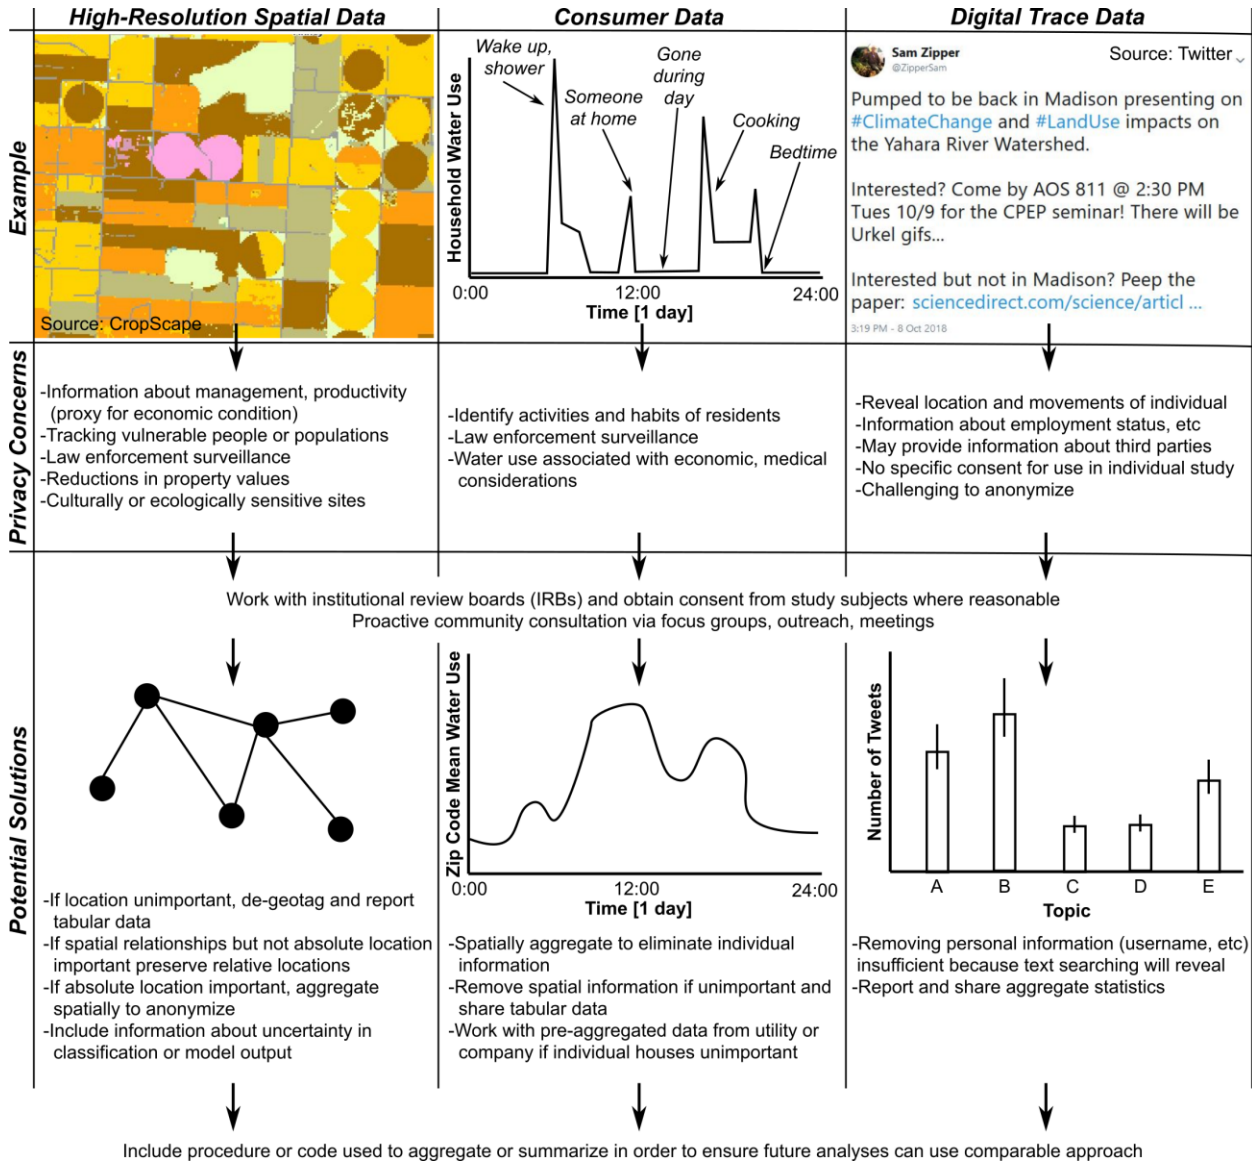 High-Resolution Spatial Data
Consumer Data
Digital Trace Data
Example
Source: CropScape
Household Water Use
Wake up,
shower
Someone
at home
Gone
during
day
Cooking
Bedtime
0:00
12:00
24:00
Time [1 day]
Sam Zipper
@ZipperSam
Source: Twitter
Pumped to be back in Madison presenting on
#ClimateChange and #LandUse impacts on
the Yahara River Watershed.
Interested? Come by AOS 811 @ 2:30 PM
Tues 10/9 for the CPEP seminar! There will be
Urkel gifs...
Interested but not in Madison? Peep the
paper: sciencedirect.com/science/articl ...
3:19 PM - 8 Oct 2018
Privacy Concerns
-Information about management, productivity
(proxy for economic condition)
-Tracking vulnerable people or populations
-Law enforcement surveillance
-Reductions in property values
-Culturally or ecologically sensitive sites
-Identify activities and habits of residents
-Law enforcement surveillance
-Water use associated with economic, medical
considerations
-Reveal location and movements of individual
-Information about employment status, etc
-May provide information about third parties
-No specific consent for use in individual study
-Challenging to anonymize
Potential Solutions
Work with institutional review boards (IRBs) and obtain consent from study subjects where reasonable
Proactive community consultation via focus groups, outreach, meetings
-If location unimportant, de-geotag and report
tabular data
-If spatial relationships but not absolute location
important preserve relative locations
-If absolute location important, aggregate
spatially to anonymize
-Include information about uncertainty in
classification or model output
Zip Code Mean Water Use
0:00
12:00
24:00
Time [1 day]
-Spatially aggregate to eliminate individual
information
-Remove spatial information if unimportant and
share tabular data
-Work with pre-aggregated data from utility or
company if individual houses unimportant
Number of Tweets
A
B
C
D
E
Topic
-Removing personal information (username, etc)
insufficient because text searching will reveal
-Report and share aggregate statistics
Include procedure or code used to aggregate or summarize in order to ensure future analyses can use comparable approach